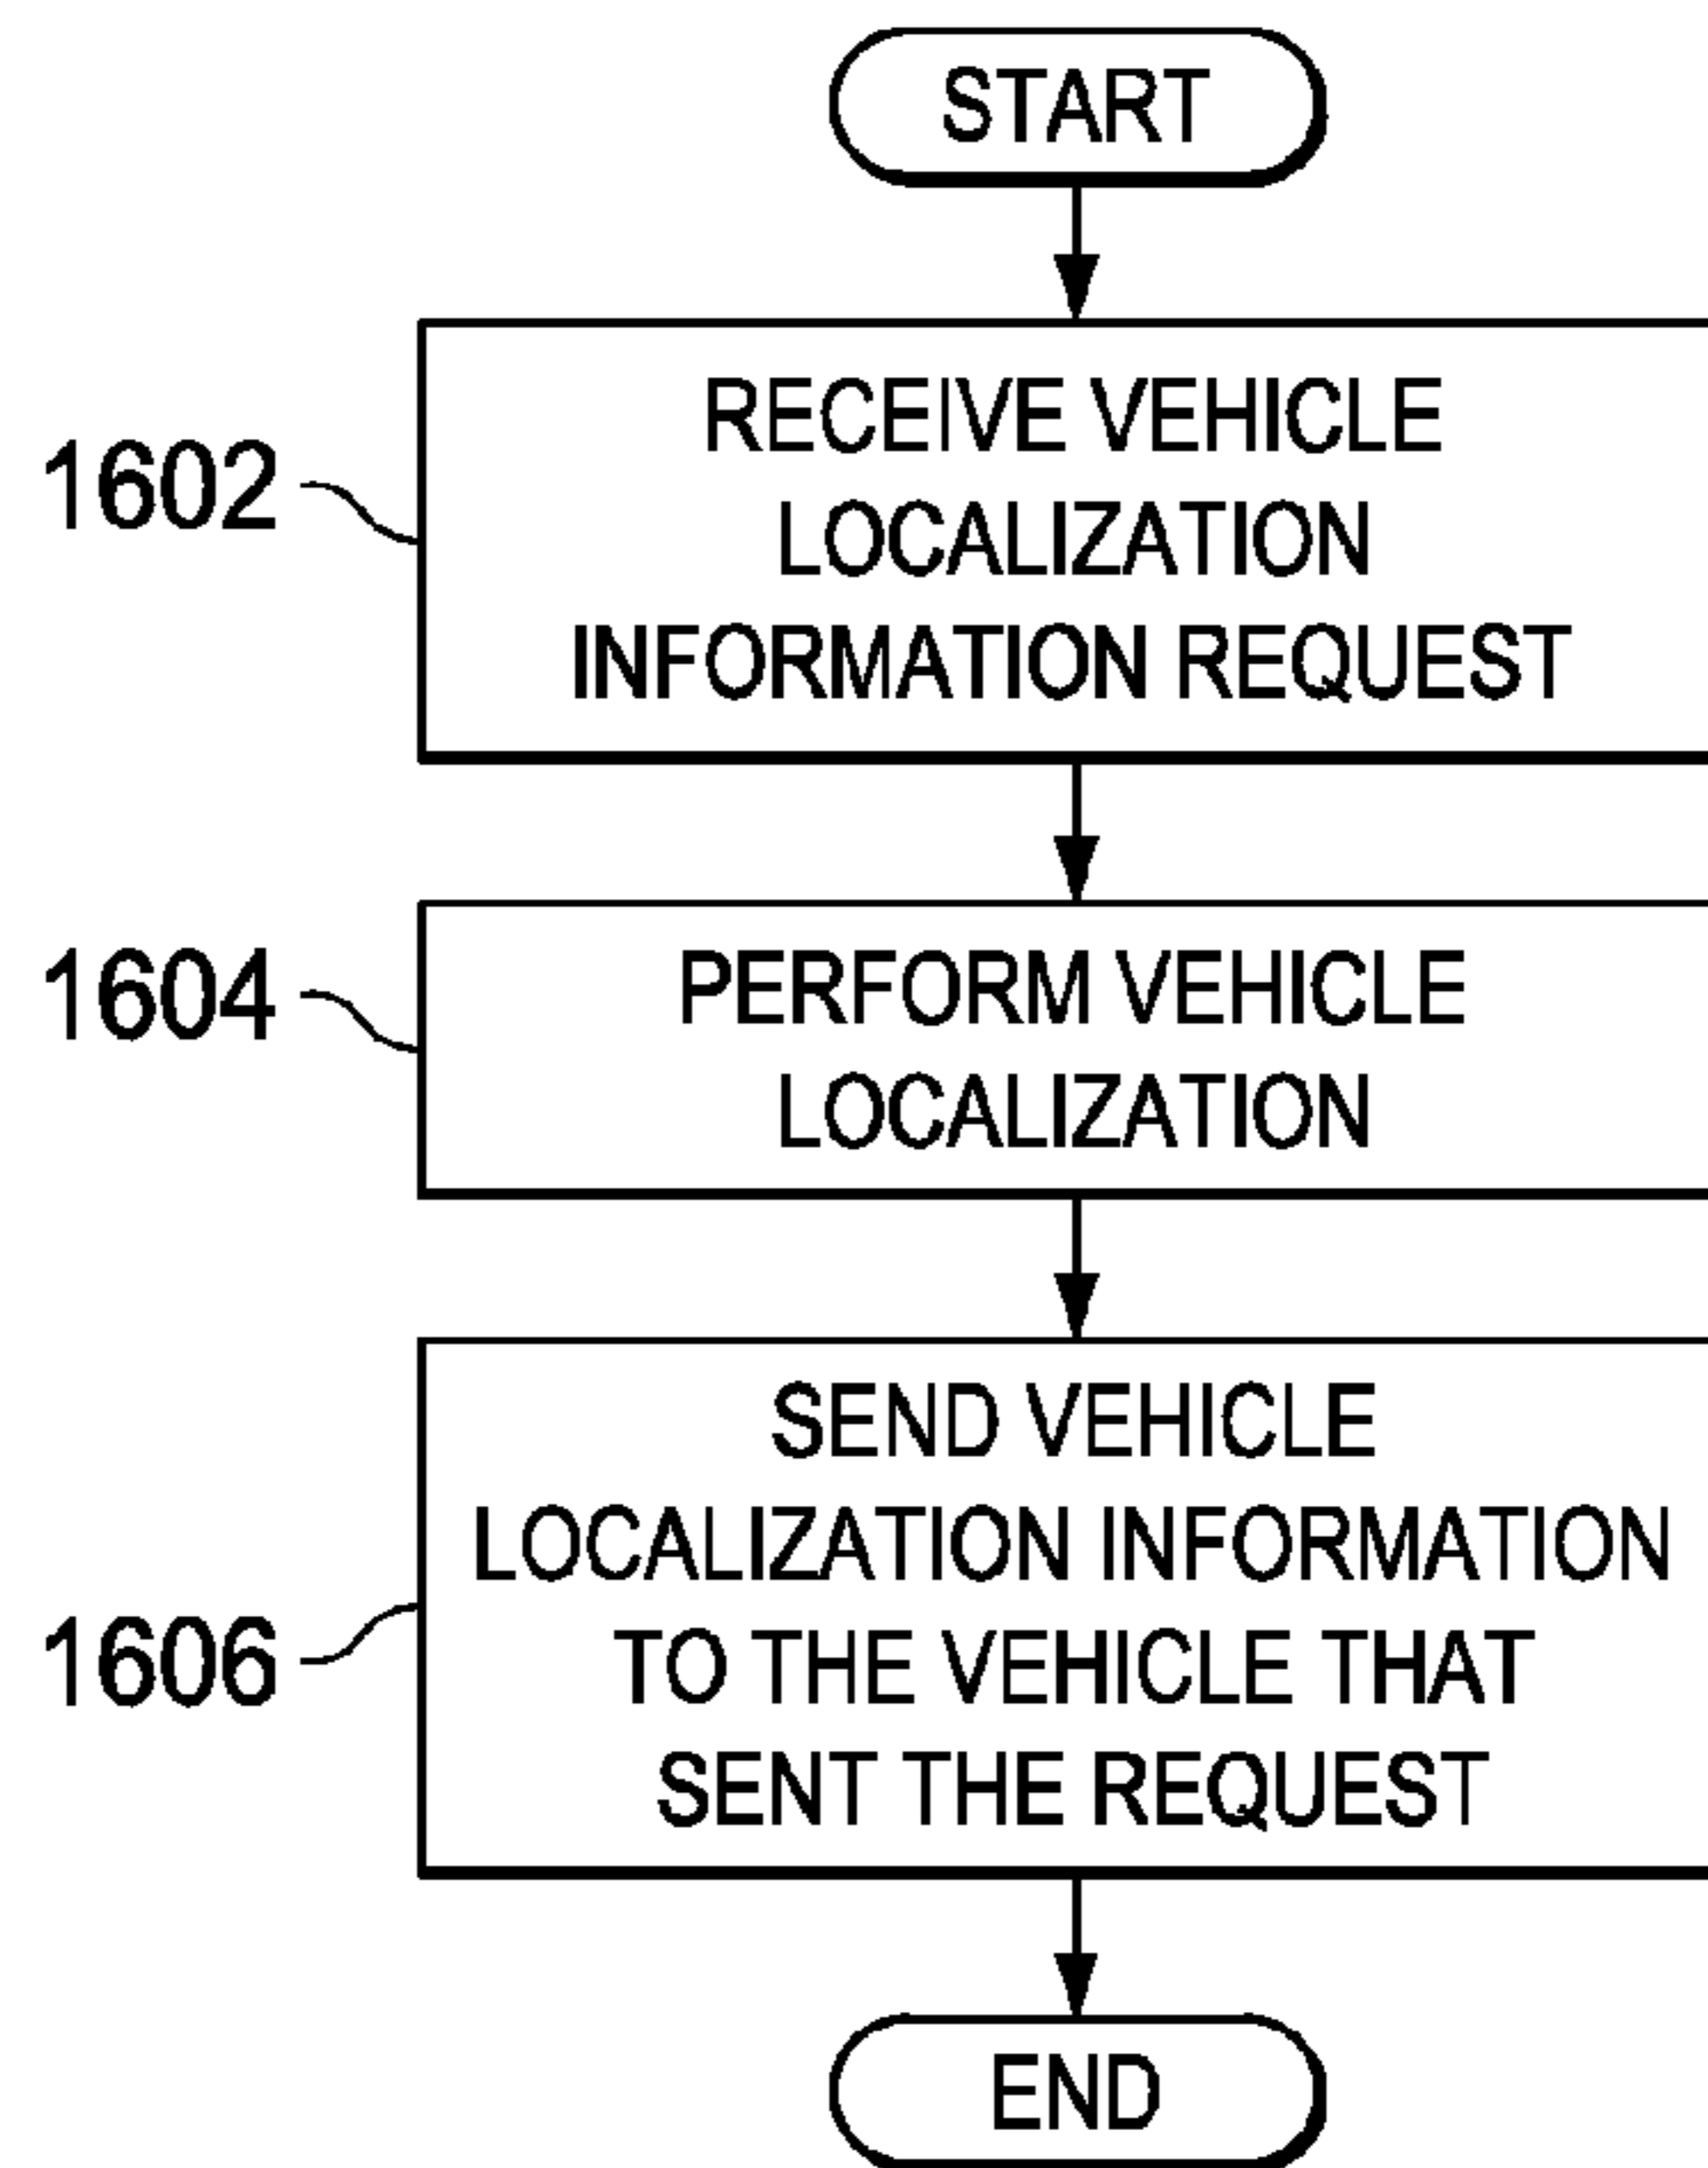 START
1602
RECEIVE VEHICLE
LOCALIZATION
INFORMATION REQUEST
1604
PERFORM VEHICLE
LOCALIZATION
1606
SEND VEHICLE
LOCALIZATION INFORMATION
TO THE VEHICLE THAT
SENT THE REQUEST
END